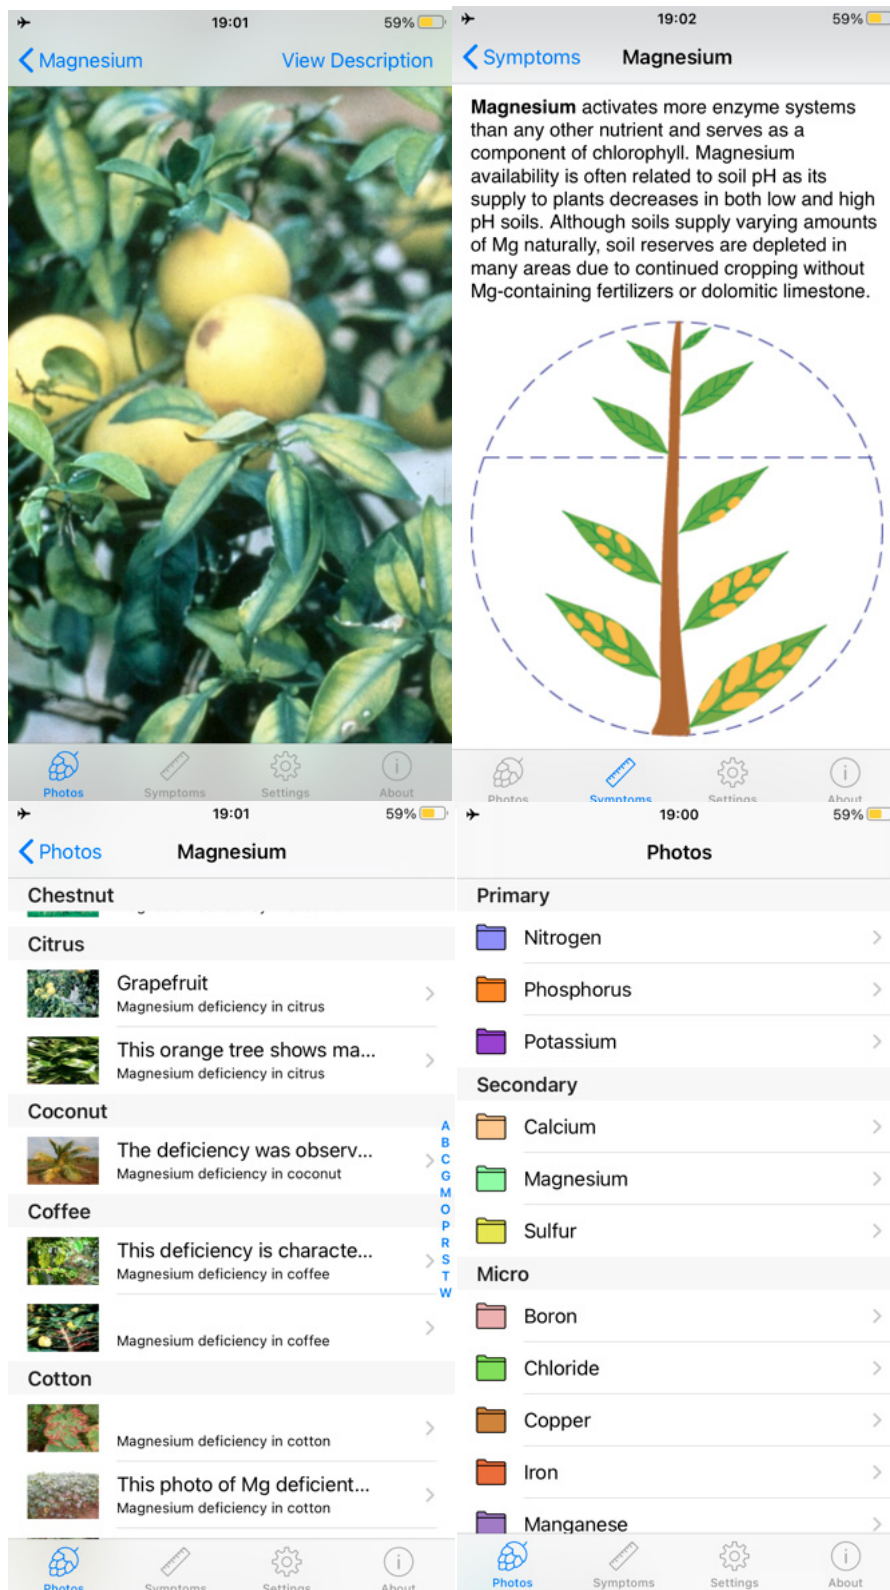 19:01
59%
Magnesium
View Description
Photos
Symptoms
Settings
About
19:02
59%
Symptoms
Magnesium
Magnesium activates more enzyme systems
than any other nutrient and serves as a
component of chlorophyll. Magnesium
availability is often related to soil pH as its
supply to plants decreases in both low and high
pH soils. Although soils supply varying amounts
of Mg naturally, soil reserves are depleted in
many areas due to continued cropping without
Mg-containing fertilizers or dolomitic limestone.
Photos
Symptoms
Settings
About
19:01
59%
Photos
Magnesium
Chestnut
Citrus
Grapefruit
Magnesium deficiency in citrus
This orange tree shows ma...
Magnesium deficiency in citrus
Coconut
The deficiency was observ...
Magnesium deficiency in coconut
Coffee
This deficiency is characte...
Magnesium deficiency in coffee
Magnesium deficiency in coffee
Cotton
Magnesium deficiency in cotton
This photo of Mg deficient...
Magnesium deficiency in cotton
A
B
C
G
M
O
P
R
S
T
W
Photos
Symptoms
Settings
About
19:00
59%
Photos
Primary
Nitrogen
Phosphorus
Potassium
Secondary
Calcium
Magnesium
Sulfur
Micro
Boron
Chloride
Copper
Iron
Manganese
Photos
Symptoms
Settings
About